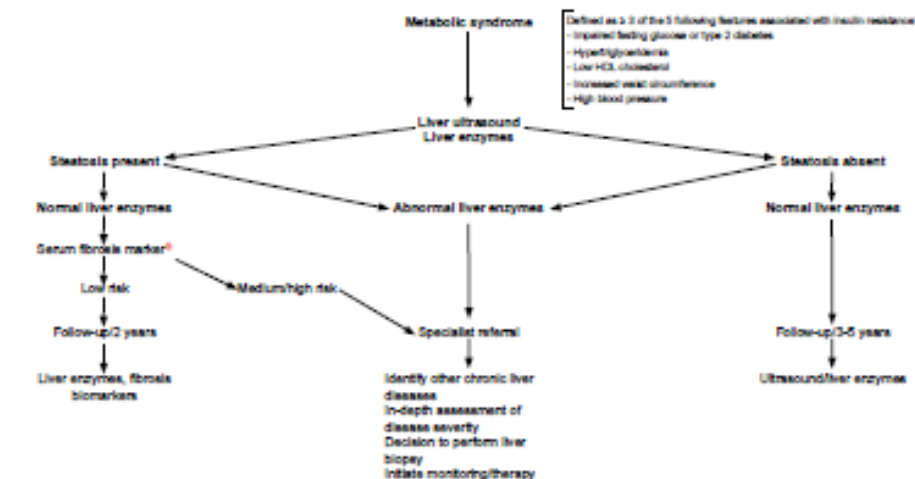 Metabolic syndrome
Defined as ≥ 3 of the 5 following features associated with insulin resistance
- Impaired fasting glucose or type 2 diabetes
- Hypertriglyceridemia
- Low HDL cholesterol
- Increased waist circumference
- High blood pressure
Liver ultrasound
Liver enzymes
Steatosis present
Steatosis absent
Normal liver enzymes
Abnormal liver enzymes
Normal liver enzymes
Serum fibrosis marker
Low risk
Medium/high risk
Follow-up/2 years
Specialist referral
Follow-up/3-5 years
Liver enzymes, fibrosis
biomarkers
Identify other chronic liver
diseases
In-depth assessment of
disease severity
Decision to perform liver
biopsy
Initiate monitoring/therapy
Ultrasound/liver enzymes